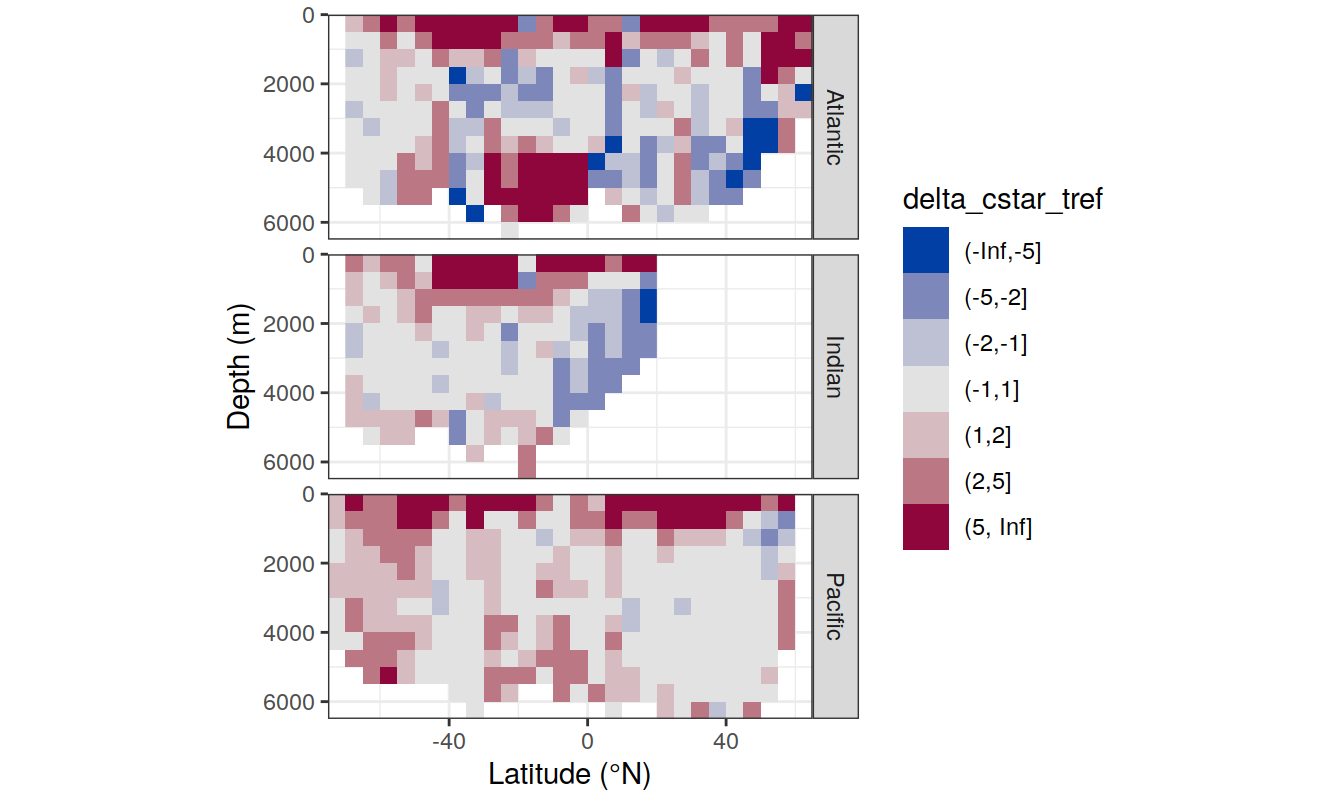 0
2000
4000
6000
Atlantic
0
2000
4000
6000
Indian
0
2000
4000
6000
Pacific
-40
0
40
Latitude (°N)
Depth (m)
delta_cstar_tref
(-Inf,-5]
(-5,-2]
(-2,-1]
(-1,1]
(1,2]
(2,5]
(5, Inf]